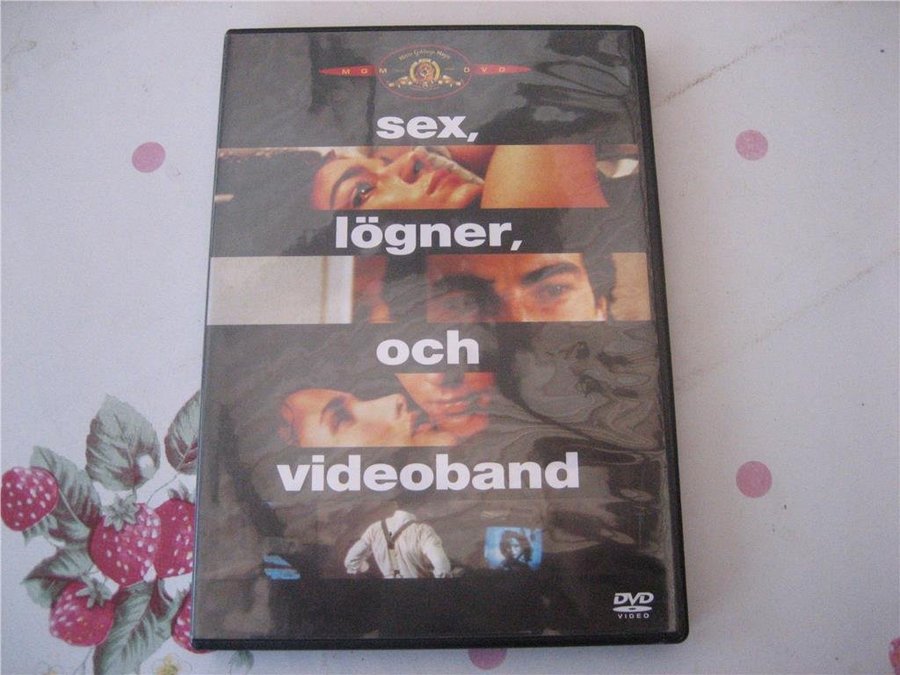 MGM DVD
sex,
lögner,
och
videoband
DVD
VIDEO